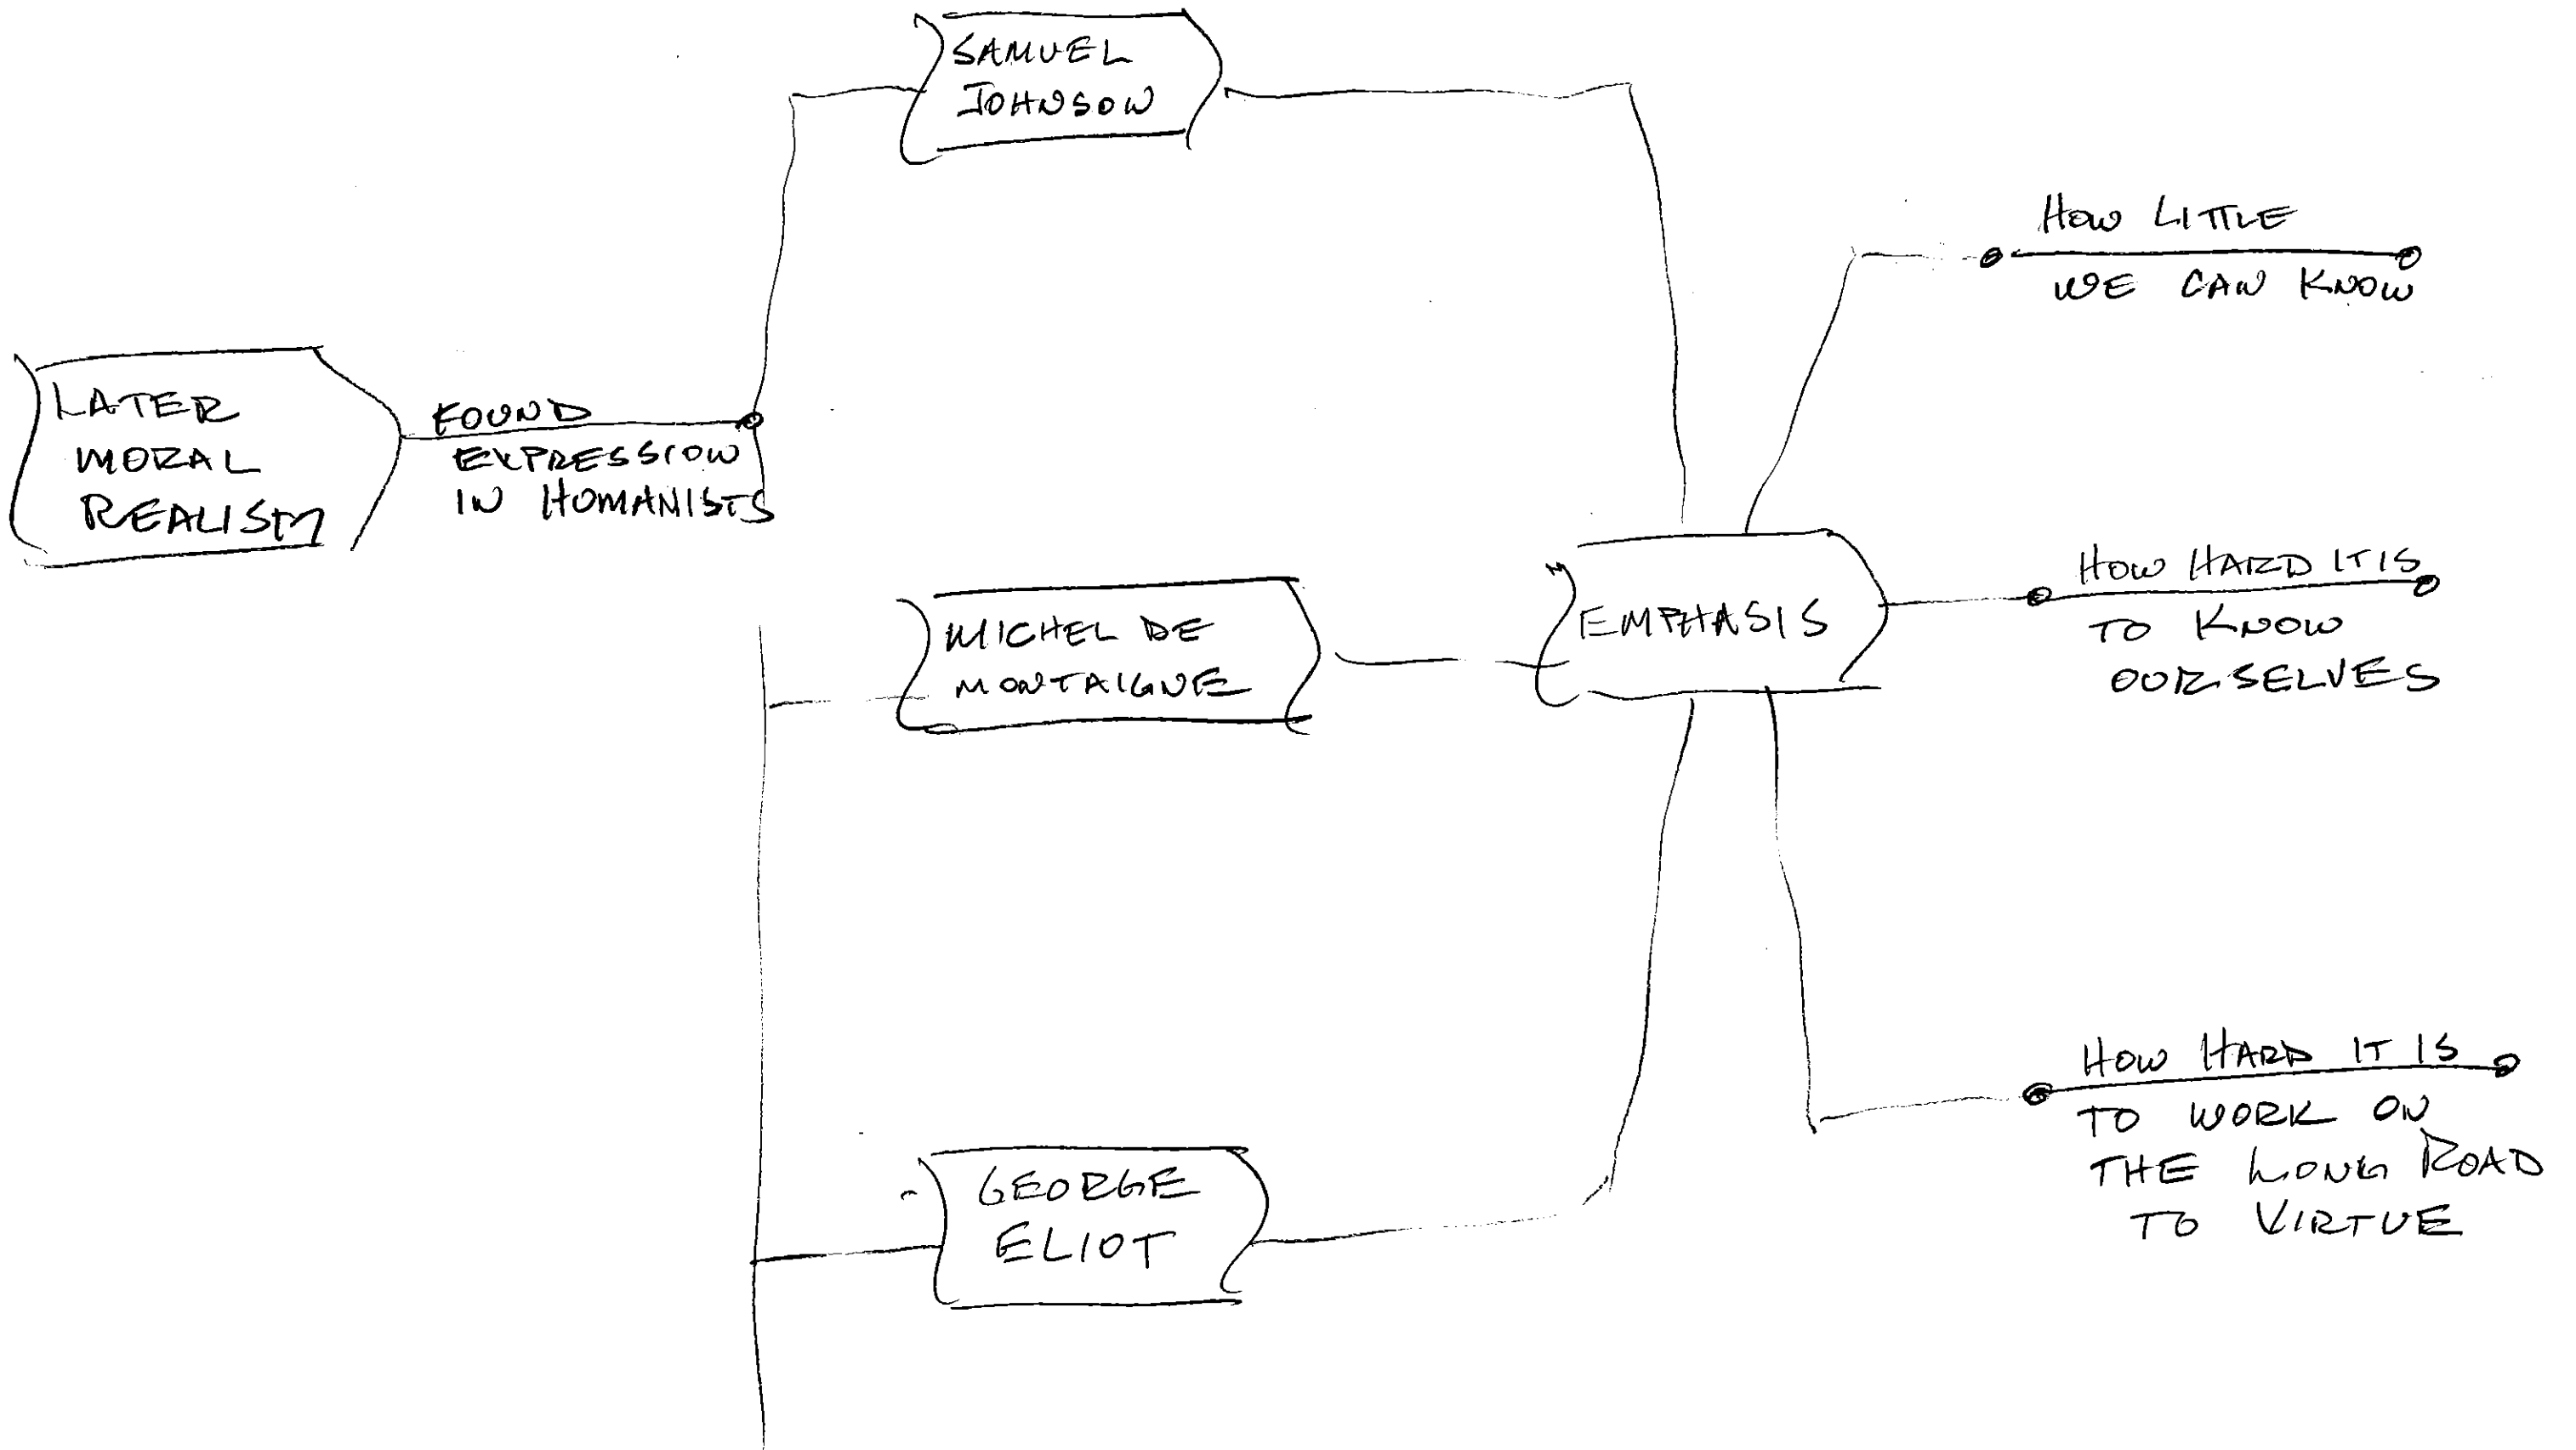 SAMUEL
JOHNSON
HOW LITTLE
WE CAN KNOW
LATER
MORAL
REALISM
FOUND
EXPRESSION
IN HUMANISTS
MICHEL DE
MONTAIGNE
EMPHASIS
HOW HARD IT IS
TO KNOW
OURSELVES
GEORGE
ELIOT
HOW HARD IT IS
TO WORK ON
THE LONG ROAD
TO VIRTUE